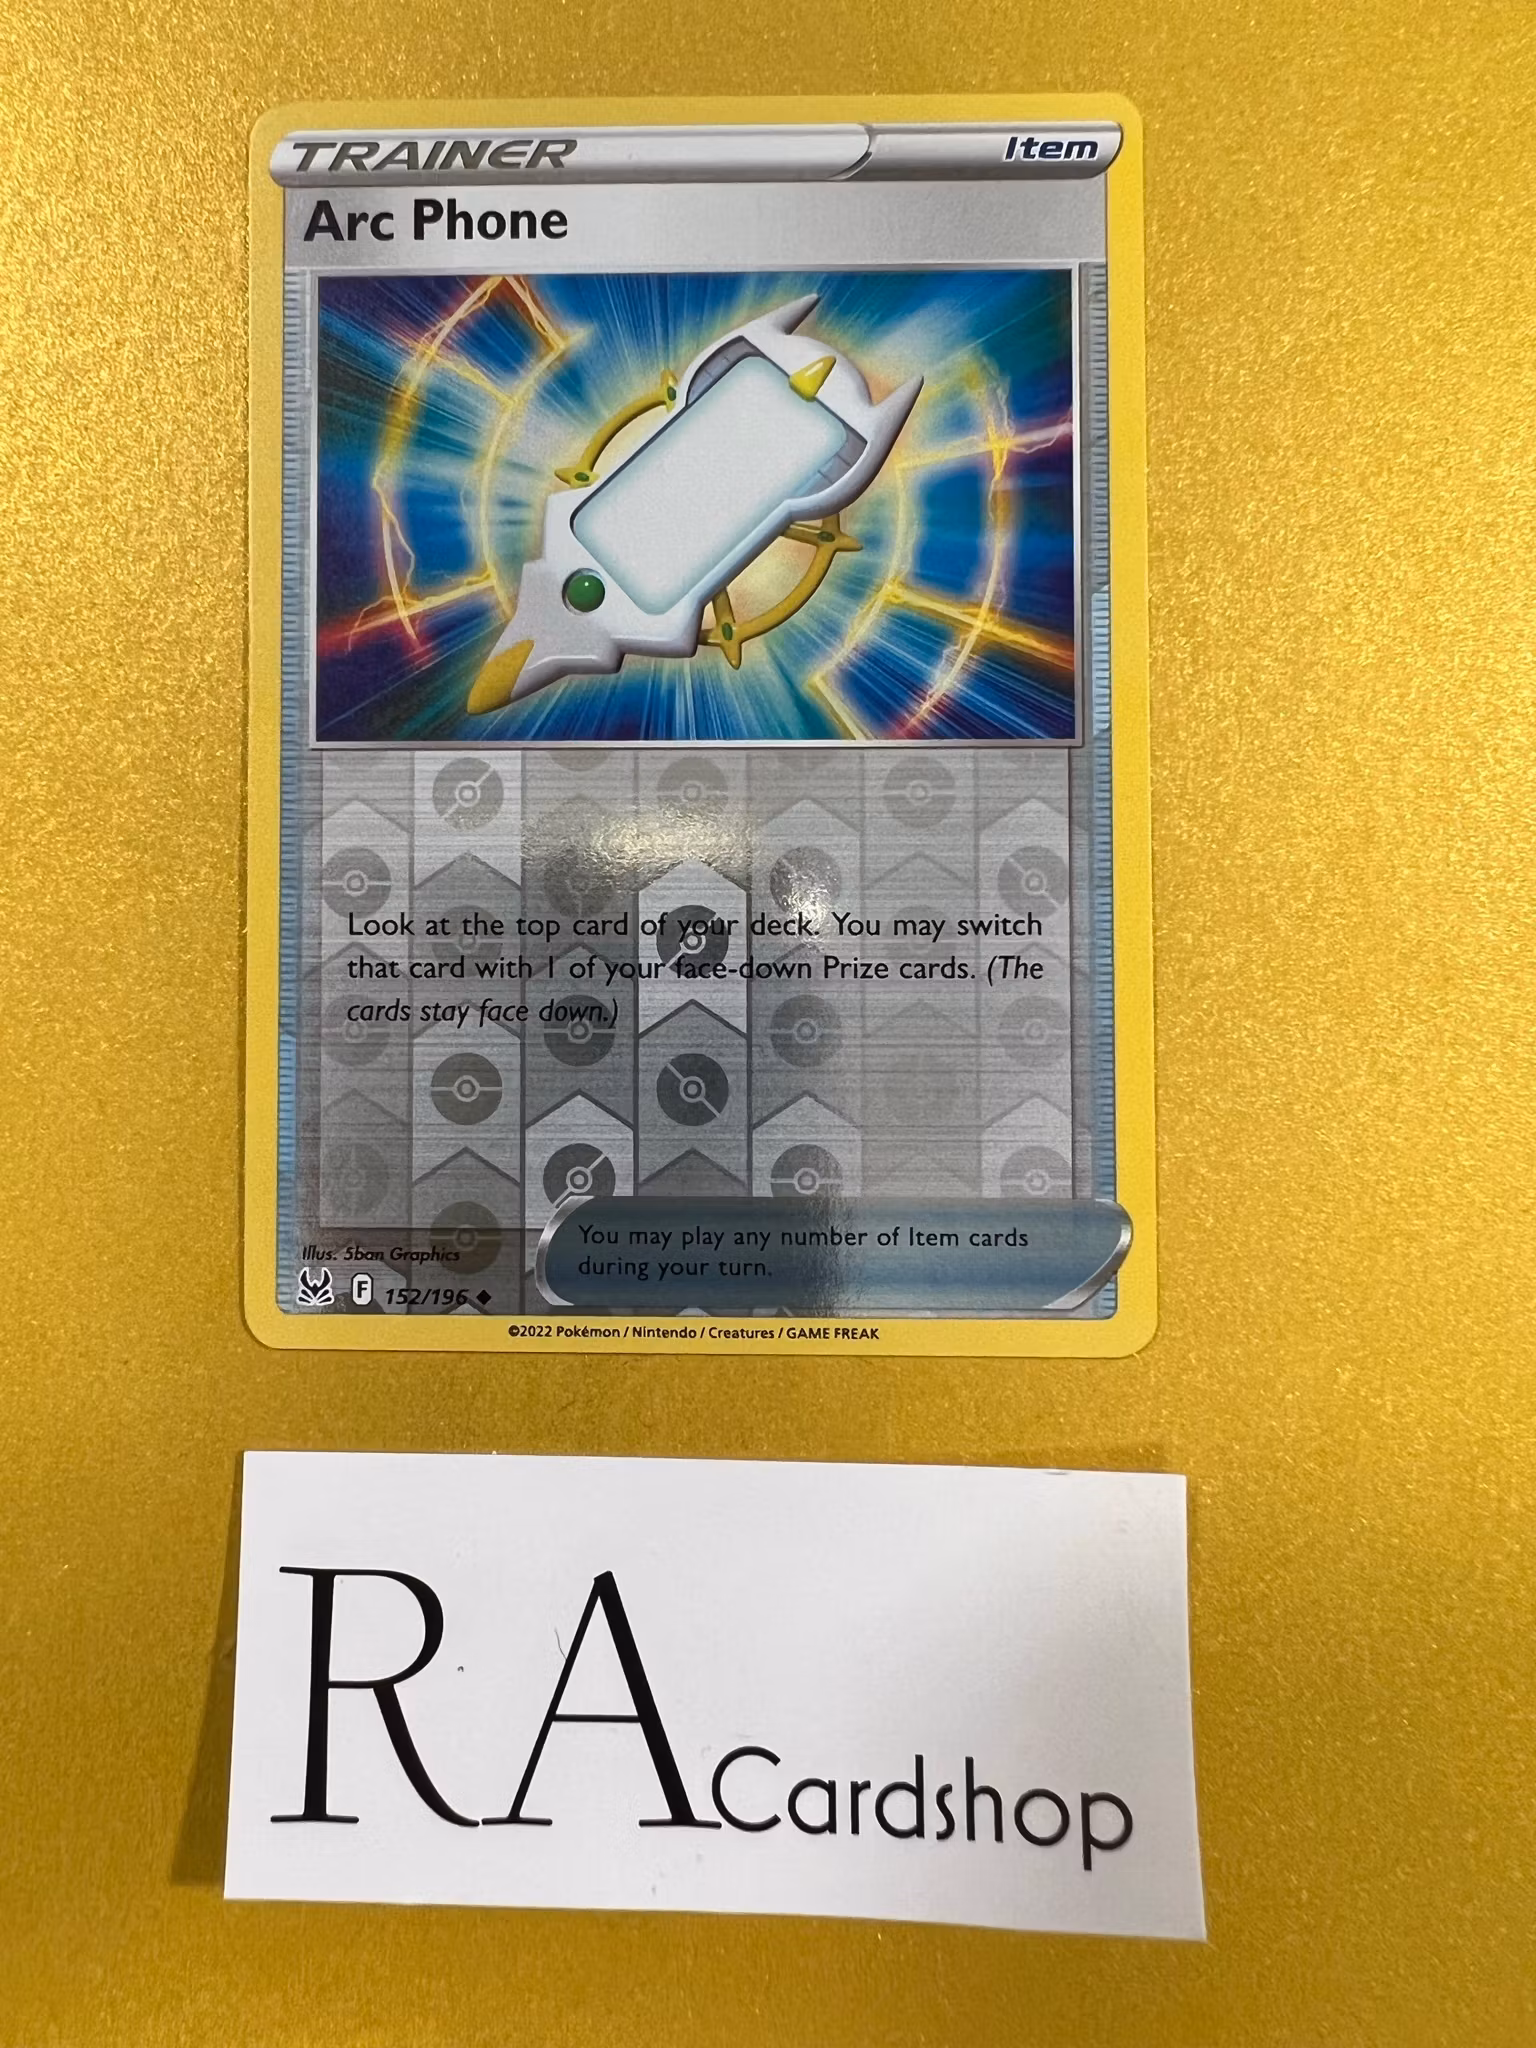 TRAINER
Item
Arc Phone
Look at the top card of your deck. You may switch
that card with 1 of your face-down Prize cards. (The
cards stay face down.)
You may play any number of Item cards
during your turn.
Illus. 5ban Graphics
F 152/196 ◆
©2022 Pokémon / Nintendo / Creatures / GAME FREAK
RA Cardshop